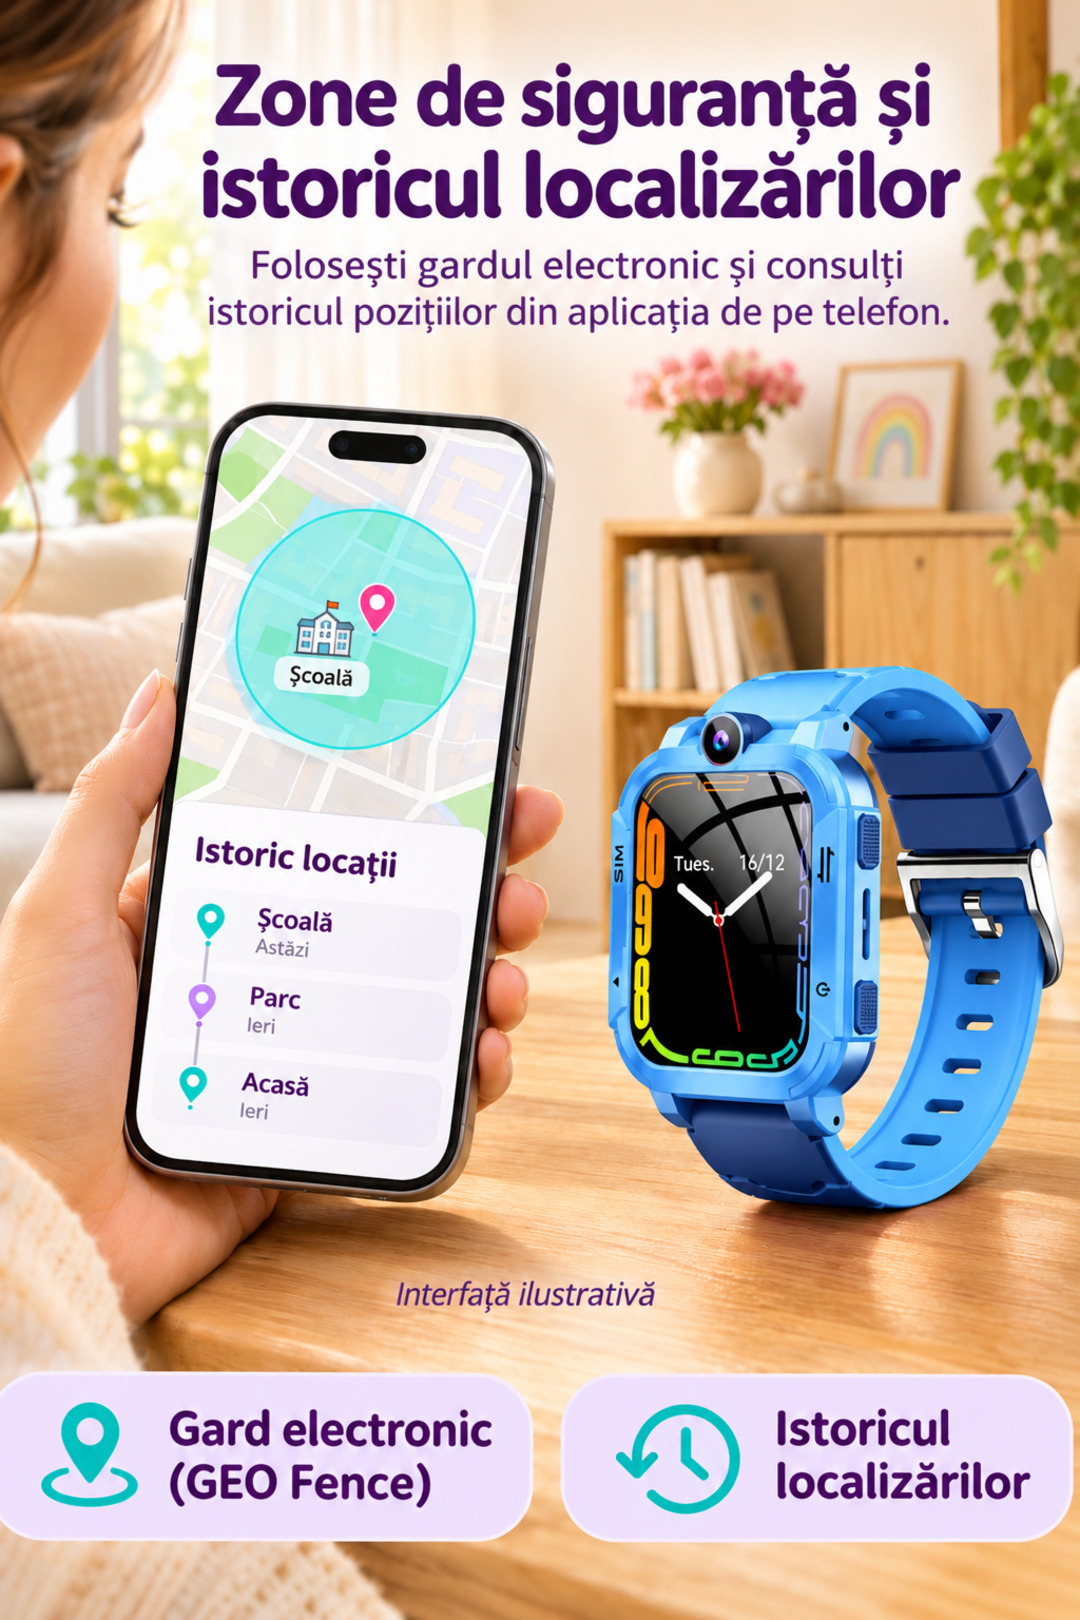 Zone de siguranță și
istoricul localizărilor
Folosești gardul electronic și consulți
istoricul pozițiilor din aplicația de pe telefon.
Școală
Istoric locații
Școală
Astăzi
Parc
Ieri
Acasă
Ieri
SIM
Tues. 16/12
Interfață ilustrativă
Gard electronic
(GEO Fence)
Istoricul
localizărilor